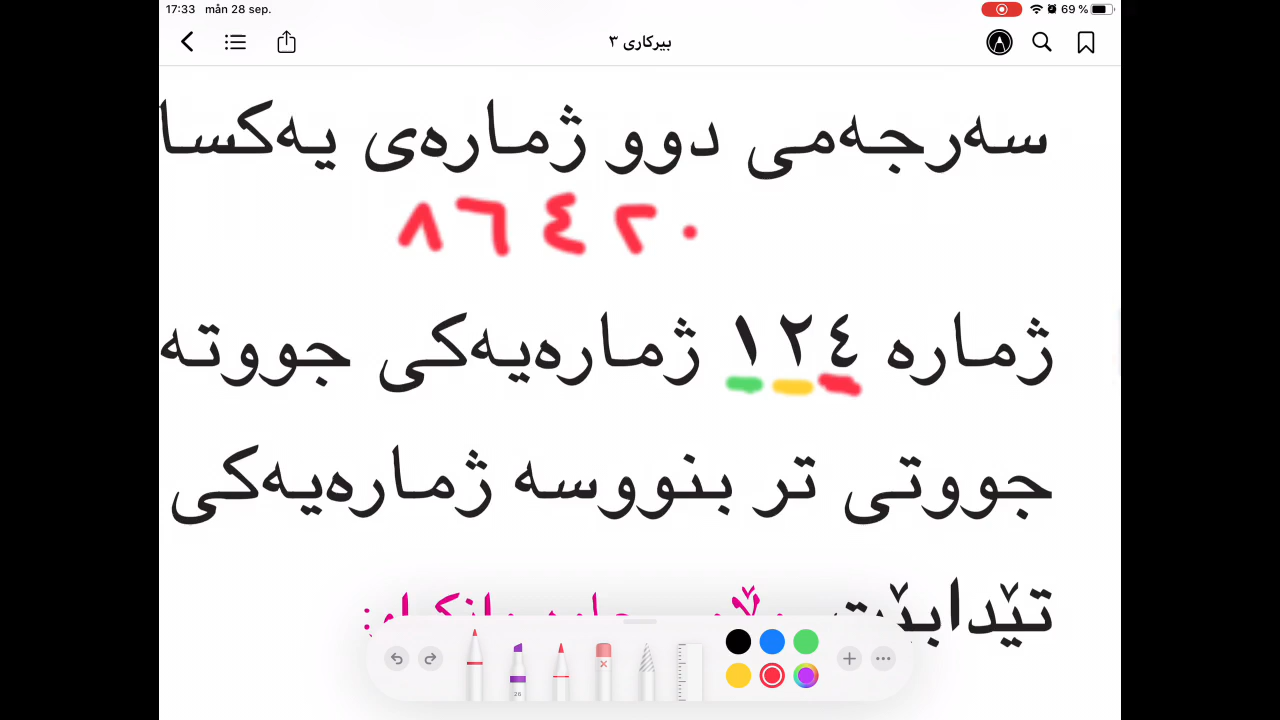 17:33 mån 28 sep. 69 %
بیرکاری ٣
سەرجەمی دوو ژمارەی یەکسا
٨ ٦ ٤ ٢ ٠
ژمارە ١٢٤ ژمارەیەکی جووتە
جووتی تر بنووسە ژمارەیەکی
تێدابێت
26